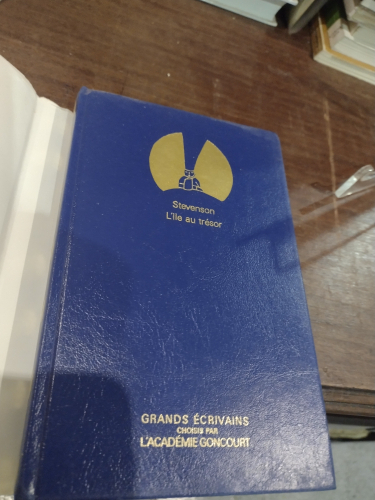 Stevenson
L'île au trésor
GRANDS ÉCRIVAINS
CHOISIS PAR
L'ACADÉMIE GONCOURT